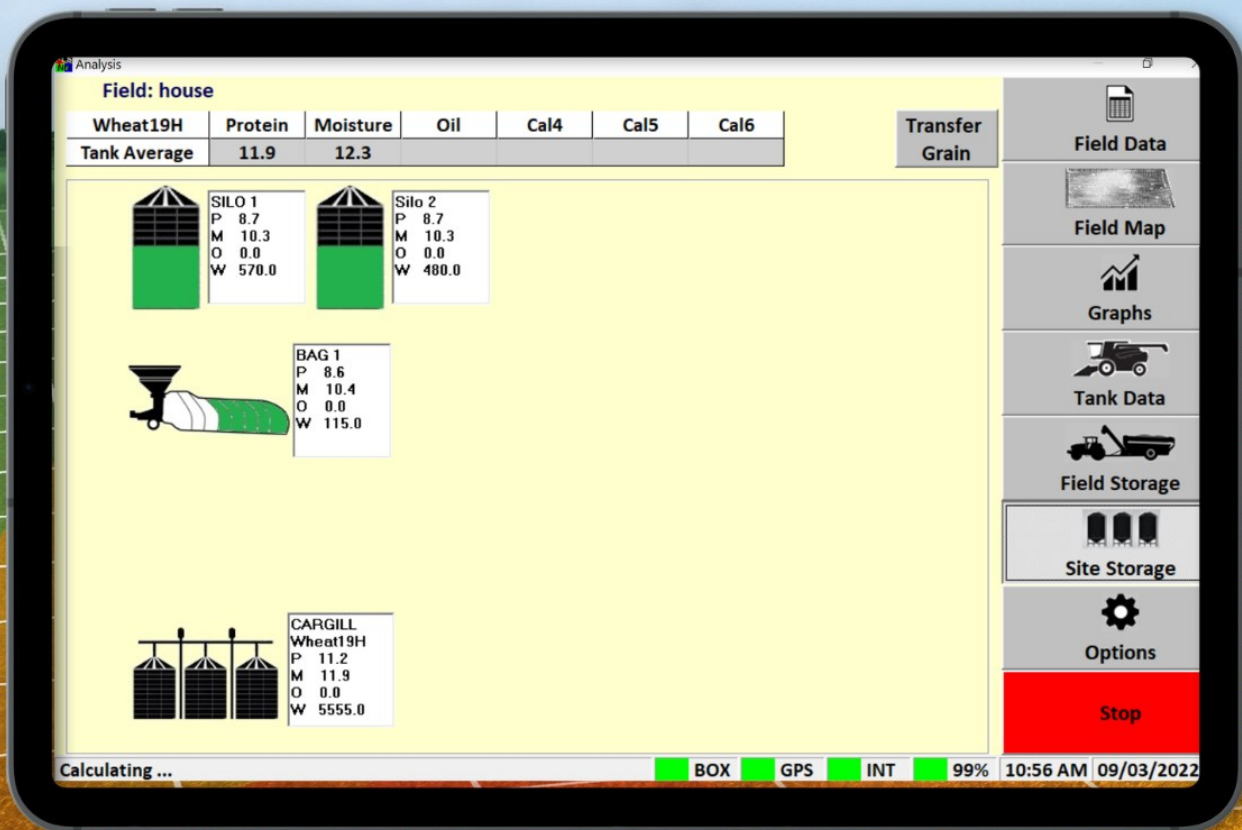 Analysis
Field: house
Wheat19H Protein Moisture Oil Cal4 Cal5 Cal6
Tank Average 11.9 12.3
Transfer
Grain
SILO 1
P 8.7
M 10.3
O 0.0
W 570.0
Silo 2
P 8.7
M 10.3
O 0.0
W 480.0
BAG 1
P 8.6
M 10.4
O 0.0
W 115.0
CARGILL
Wheat19H
P 11.2
M 11.9
O 0.0
W 5555.0
Field Data
Field Map
Graphs
Tank Data
Field Storage
Site Storage
Options
Stop
Calculating ... BOX GPS INT 99% 10:56 AM 09/03/2022